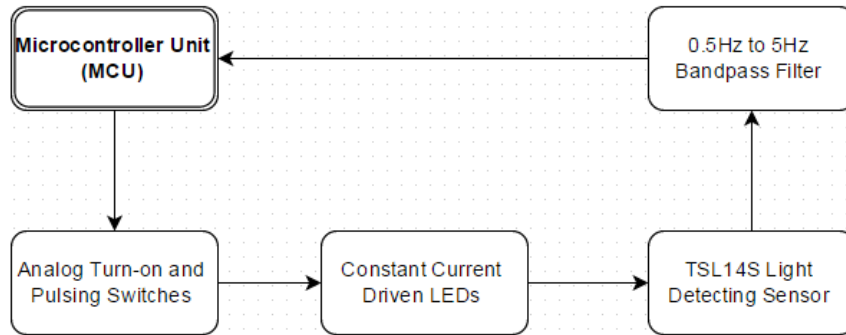 Microcontroller Unit
(MCU)
0.5Hz to 5Hz
Bandpass Filter
Analog Turn-on and
Pulsing Switches
Constant Current
Driven LEDs
TSL14S Light
Detecting Sensor